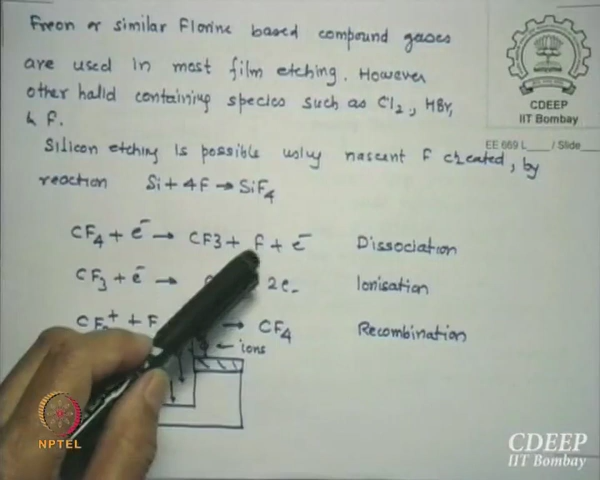 Freon or similar Florine based compound gases
are used in most film etching. However
other halid containing species such as Cl2, HBr,
& F.
Silicon etching is possible using nascent F created, by
reaction Si + 4F → SiF4
CF4 + e- → CF3 + F + e- Dissociation
CF3 + e- → 2e- Ionisation
+ F → CF4 Recombination
← ions
CDEEP
IIT Bombay
EE 669 L____ / Slide
NPTEL
CDEEP
IIT Bombay